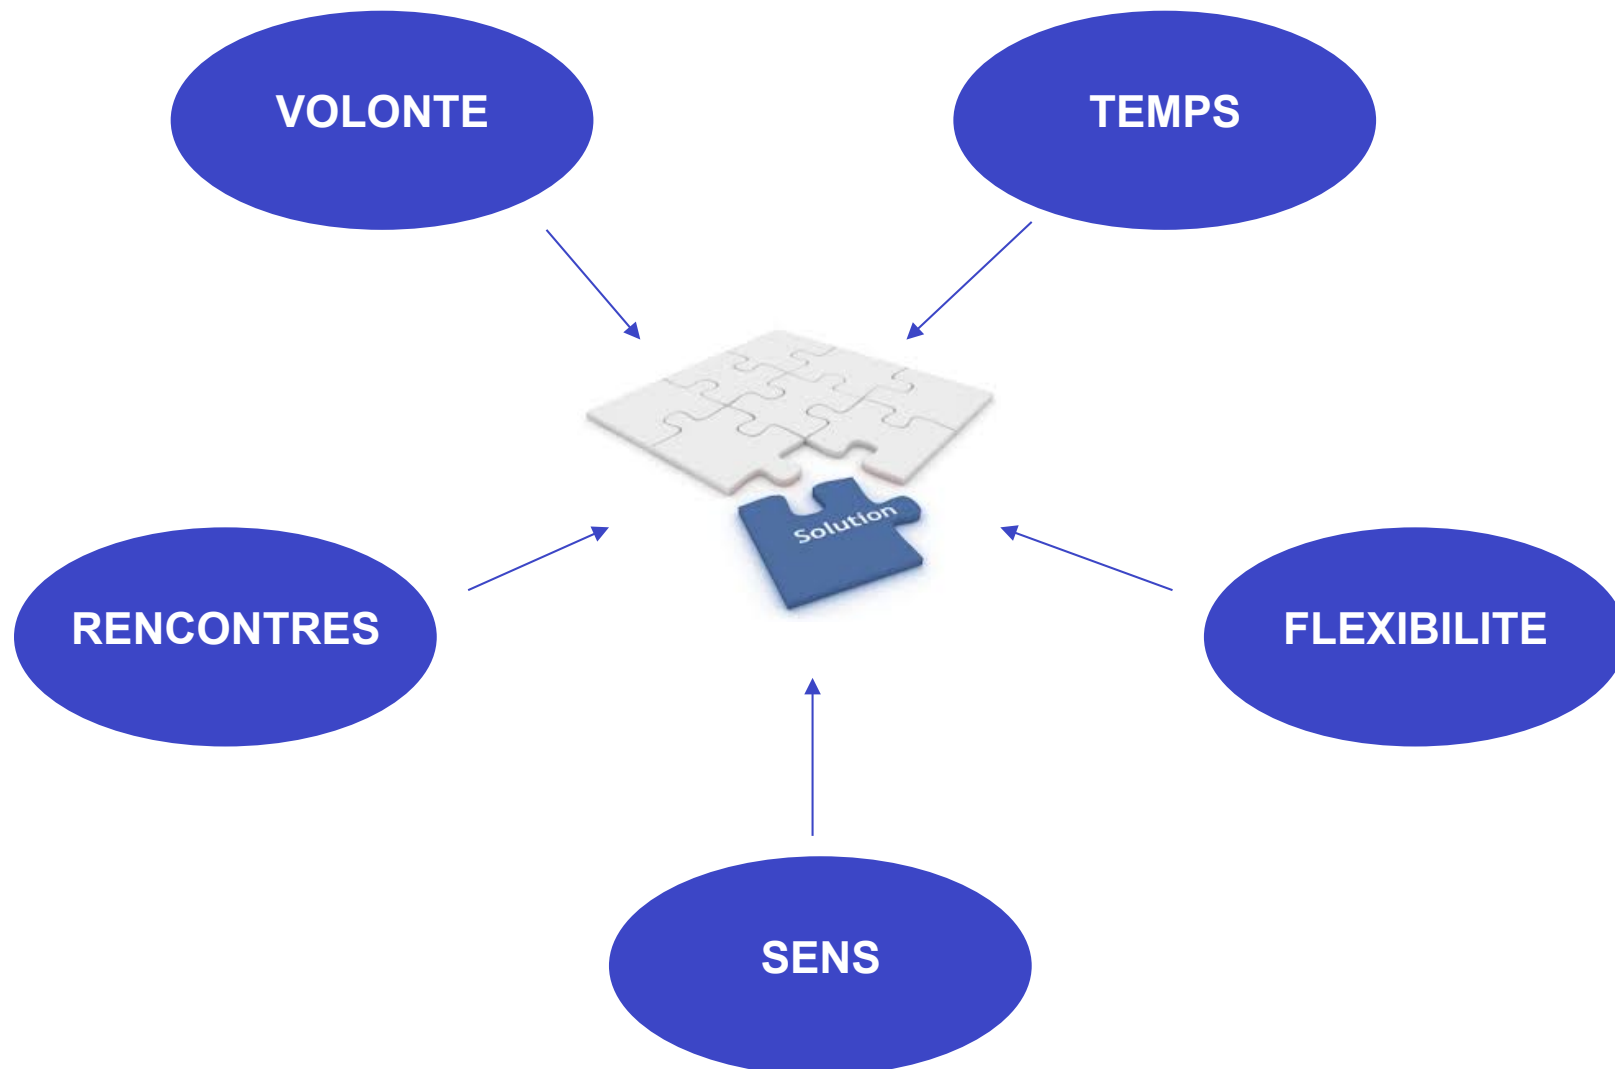 VOLONTE
TEMPS
Solution
RENCONTRES
FLEXIBILITE
SENS